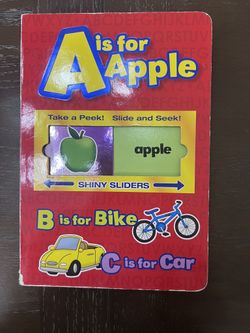 A is for
Apple
Take a Peek! Slide and Seek!
apple
SHINY SLIDERS
B is for Bike
C is for Car